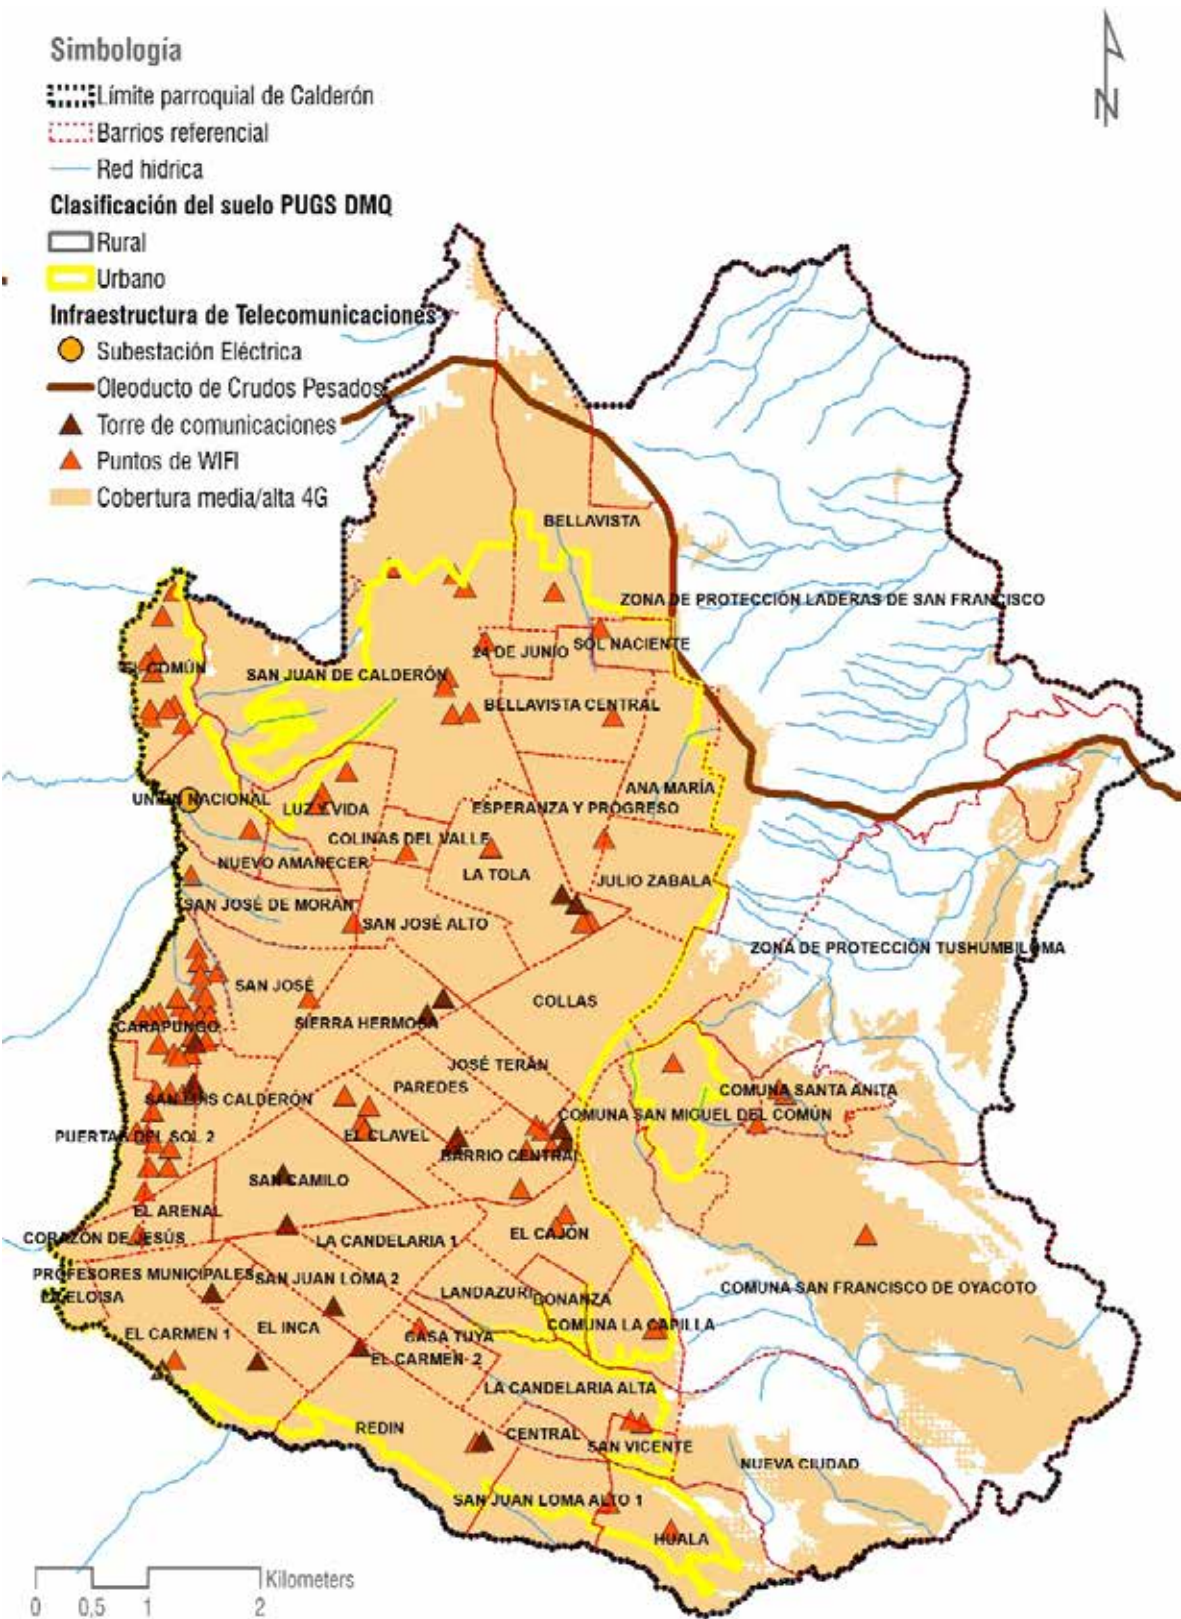 Simbología
N
Límite parroquial de Calderón
Barrios referencial
Red hídrica
Clasificación del suelo PUGS DMQ
Rural
Urbano
Infraestructura de Telecomunicaciones
Subestación Eléctrica
Oleoducto de Crudos Pesados
Torre de comunicaciones
Puntos de WIFI
Cobertura media/alta 4G
BELLAVISTA
ZONA DE PROTECCIÓN LADERAS DE SAN FRANCISCO
SOL NACIENTE
24 DE JUNIO
EL COMÚN
SAN JUAN DE CALDERÓN
BELLAVISTA CENTRAL
ANA MARÍA
UNIÓN NACIONAL
LUZ Y VIDA
ESPERANZA Y PROGRESO
COLINAS DEL VALLE
NUEVO AMANECER
LA TOLA
JULIO ZABALA
SAN JOSÉ DE MORÁN
SAN JOSÉ ALTO
ZONA DE PROTECCIÓN TUSHUMBILOMA
SAN JOSÉ
COLLAS
CARAPUNGO
SIERRA HERMOSA
JOSÉ TERÁN
PAREDES
COMUNA SANTA ANITA
SAN LUIS CALDERÓN
COMUNA SAN MIGUEL DEL COMÚN
PUERTAS DEL SOL 2
EL CLAVEL
BARRIO CENTRAL
SAN CAMILO
EL ARENAL
CORAZÓN DE JESÚS
LA CANDELARIA 1
EL CAJÓN
PROFESORES MUNICIPALES
SAN JUAN LOMA 2
COMUNA SAN FRANCISCO DE OYACOTO
LANDAZURI
BONANZA
EL CARMEN 1
EL INCA
CASA TUYA
COMUNA LA CAPILLA
EL CARMEN 2
LA CANDELARIA ALTA
REDIN
CENTRAL
SAN VICENTE
NUEVA CIUDAD
SAN JUAN LOMA ALTO 1
HUALA
Kilometers
0 0,5 1 2